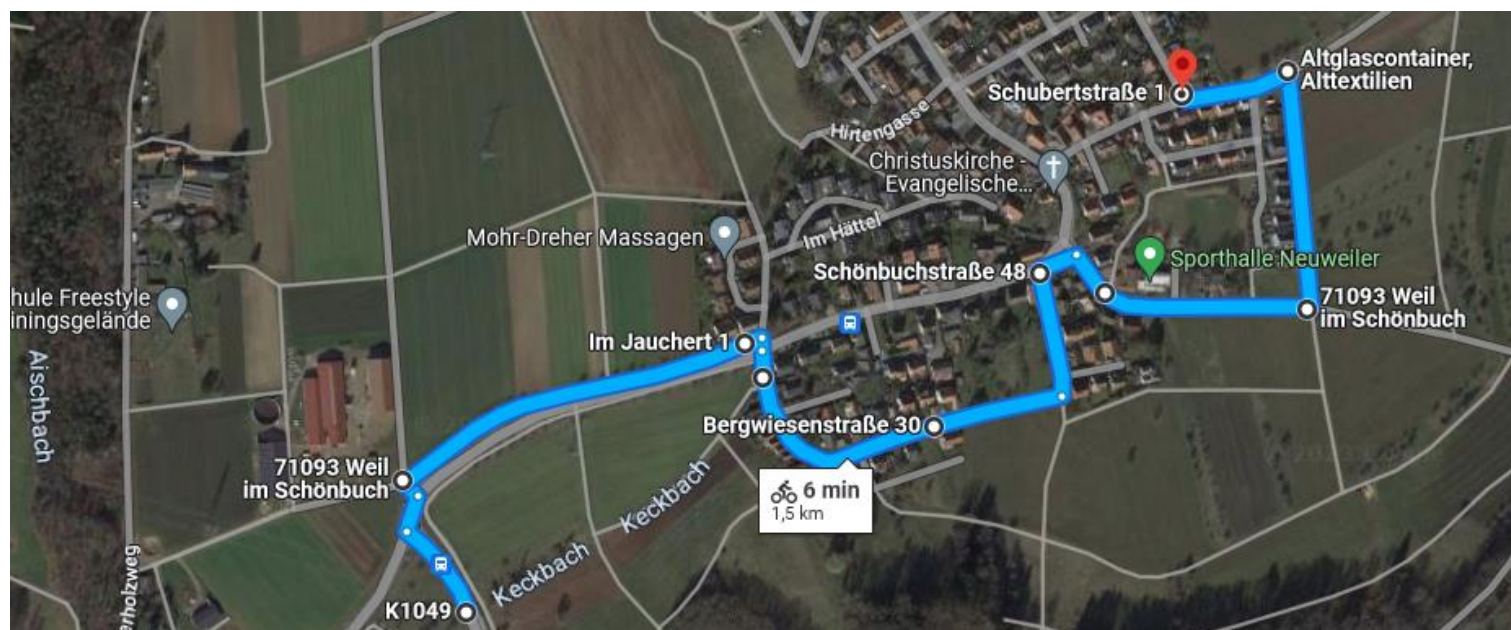 Altglascontainer,
Alttextilien
Schubertstraße 1
Hirtengasse
Christuskirche -
Evangelische...
Im Hättel
Mohr-Dreher Massagen
Schönbuchstraße 48
Sporthalle Neuweiler
hule Freestyle
iningsgelände
71093 Weil
im Schönbuch
Im Jauchert 1
Aischbach
Bergwiesenstraße 30
71093 Weil
im Schönbuch
6 min
1,5 km
Keckbach
Keckbach
erholzweg
K1049